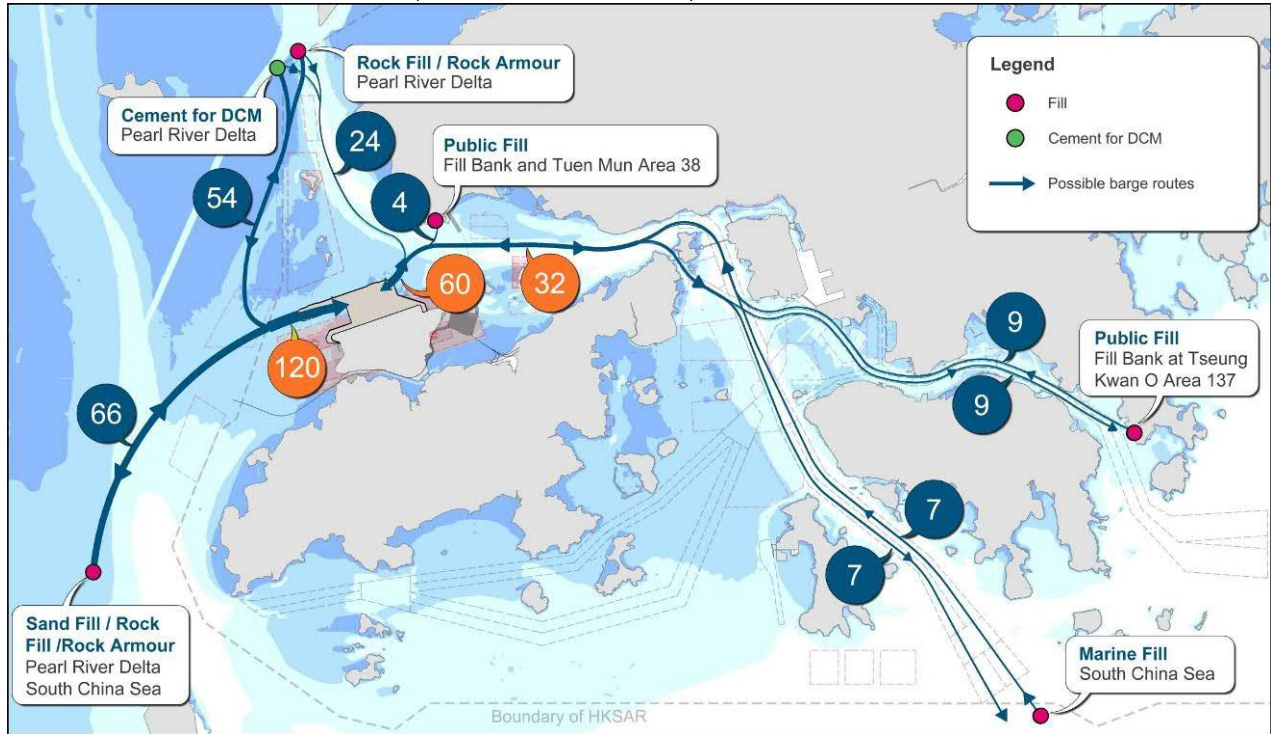 Rock Fill / Rock Armour
Pearl River Delta
Cement for DCM
Pearl River Delta
24
Public Fill
Fill Bank and Tuen Mun Area 38
54
4
Legend
Fill
Cement for DCM
Possible barge routes
60
32
120
66
9
9
Public Fill
Fill Bank at Tseung
Kwan O Area 137
7
7
Sand Fill / Rock
Fill /Rock Armour
Pearl River Delta
South China Sea
Marine Fill
South China Sea
Boundary of HKSAR